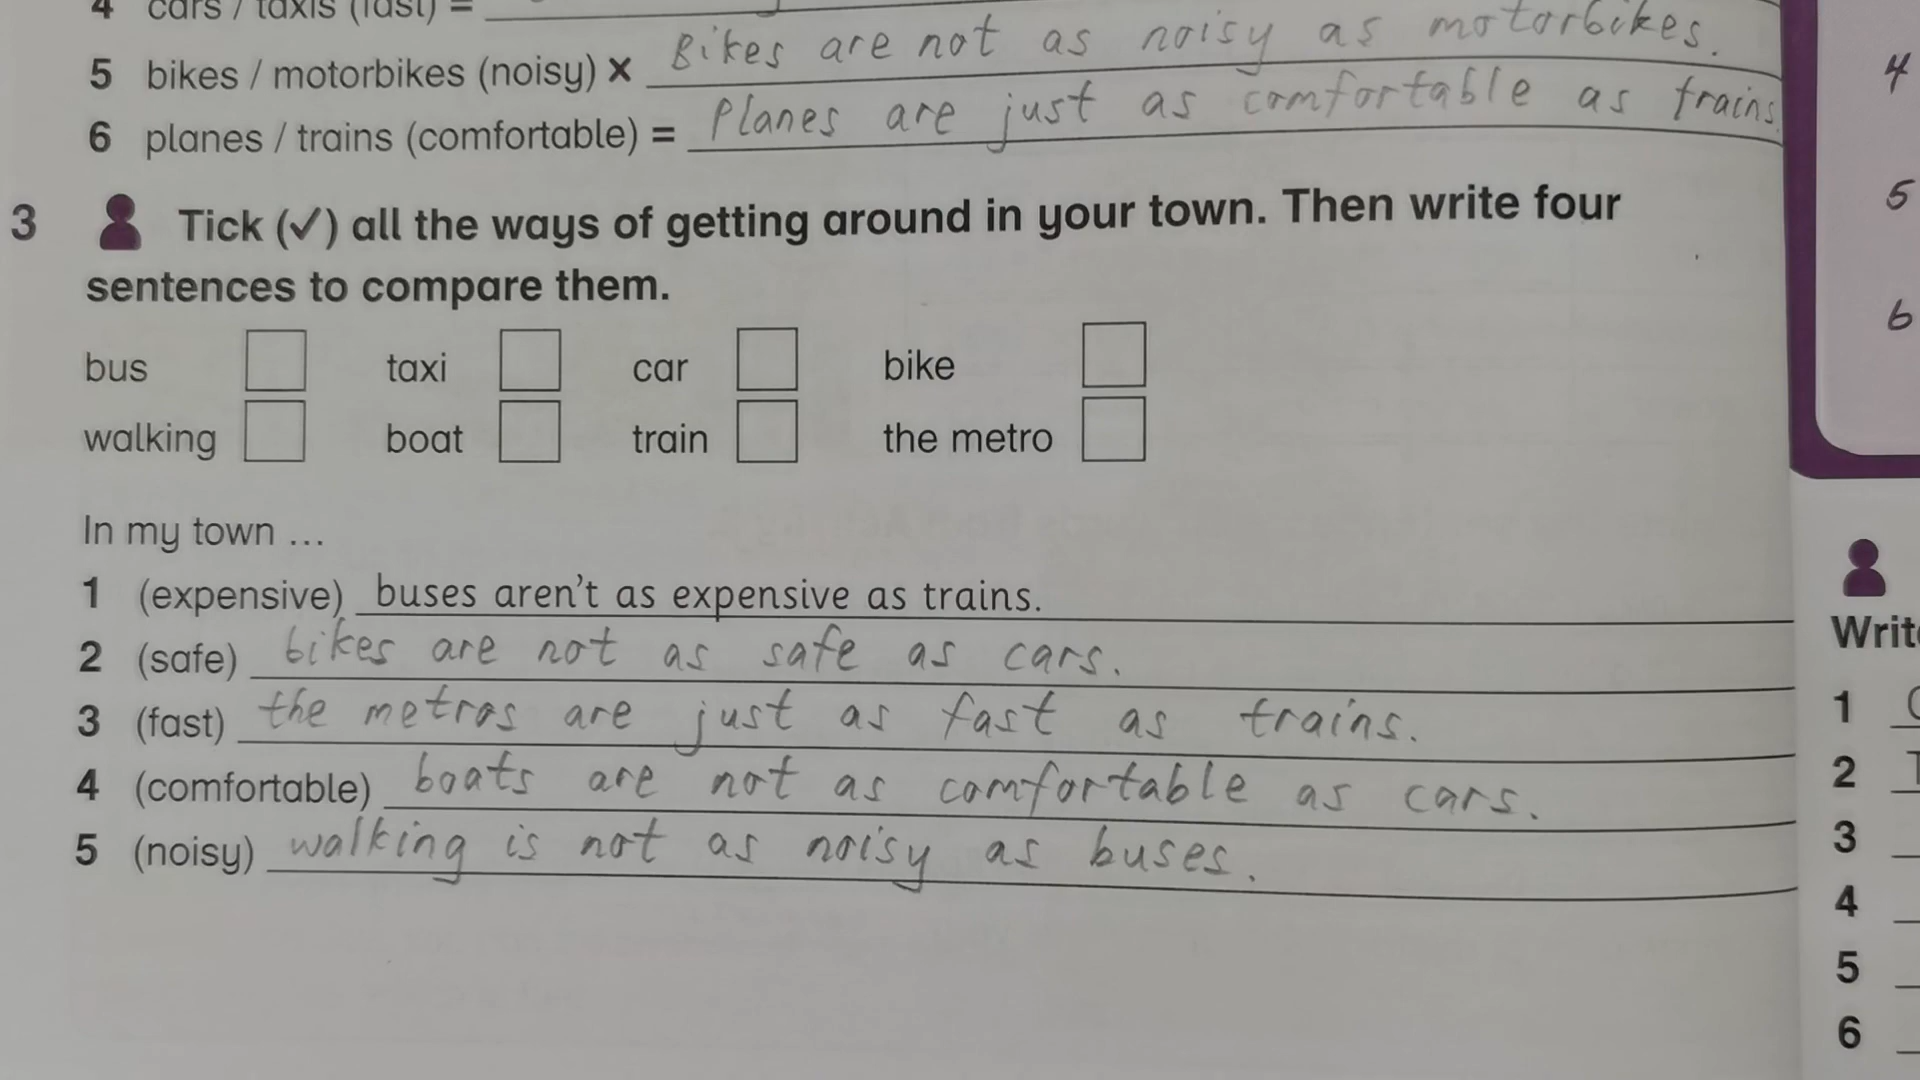 4 cars / taxis (fast) =
5 bikes / motorbikes (noisy) × Bikes are not as noisy as motorbikes.
6 planes / trains (comfortable) = Planes are just as comfortable as trains.
3 Tick (✓) all the ways of getting around in your town. Then write four
sentences to compare them.
bus taxi car bike
walking boat train the metro
In my town ...
1 (expensive) buses aren't as expensive as trains.
2 (safe) bikes are not as safe as cars.
3 (fast) the metros are just as fast as trains.
4 (comfortable) boats are not as comfortable as cars.
5 (noisy) walking is not as noisy as buses.
4
5
6
1
2
3
4
5
6